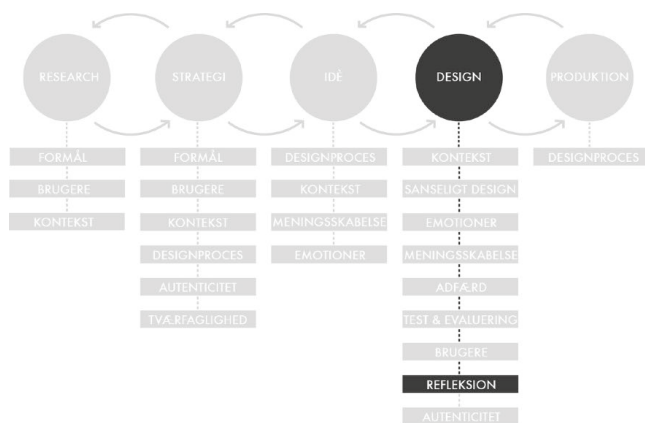 RESEARCH
STRATEGI
IDÉ
DESIGN
PRODUKTION
FORMÅL
BRUGERE
KONTEKST
FORMÅL
BRUGERE
KONTEKST
DESIGNPROCES
AUTENTICITET
TVÆRFAGLIGHED
DESIGNPROCES
KONTEKST
MENINGSSKABELSE
EMOTIONER
KONTEKST
SANSELIGT DESIGN
EMOTIONER
MENINGSSKABELSE
ADFÆRD
TEST & EVALUERING
BRUGERE
REFLEKSION
AUTENTICITET
DESIGNPROCES